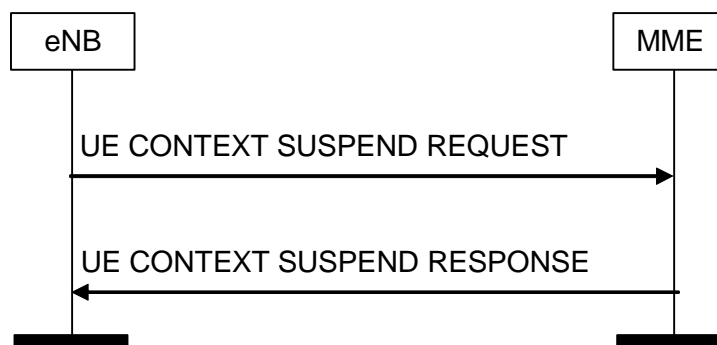 eNB
MME
UE CONTEXT SUSPEND REQUEST
UE CONTEXT SUSPEND RESPONSE